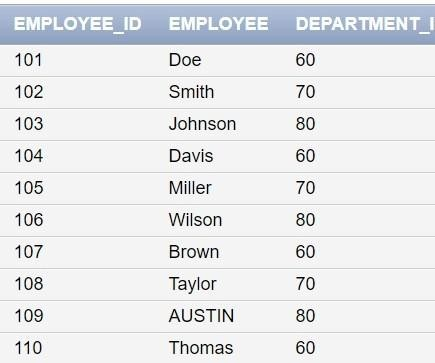 EMPLOYEE_ID EMPLOYEE DEPARTMENT_I
101 Doe 60
102 Smith 70
103 Johnson 80
104 Davis 60
105 Miller 70
106 Wilson 80
107 Brown 60
108 Taylor 70
109 AUSTIN 80
110 Thomas 60